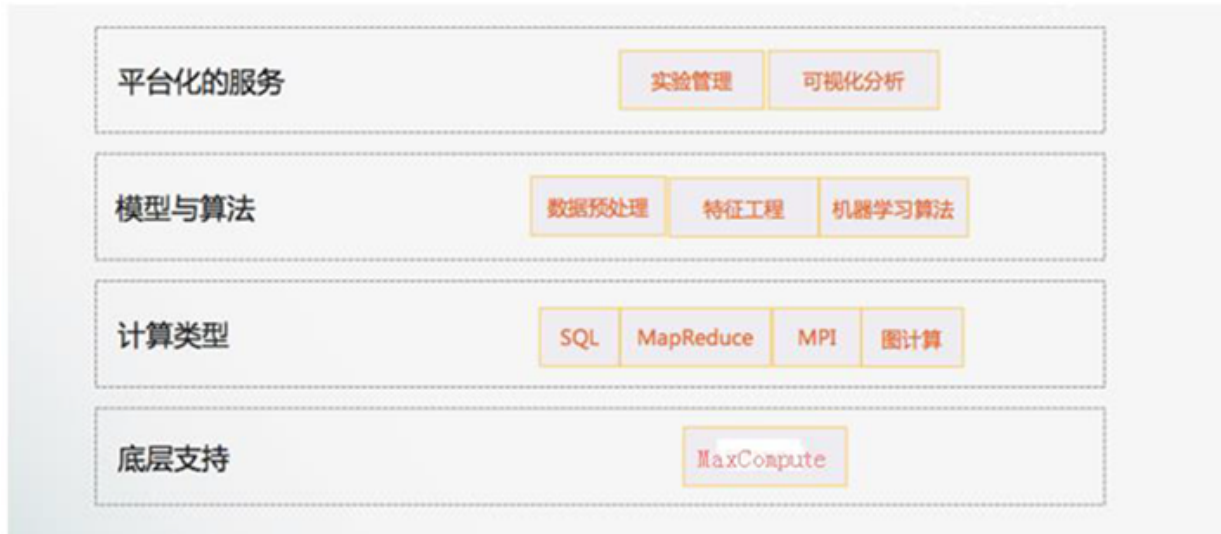 平台化的服务 实验管理 可视化分析
模型与算法 数据预处理 特征工程 机器学习算法
计算类型 SQL MapReduce MPI 图计算
底层支持 MaxCompute